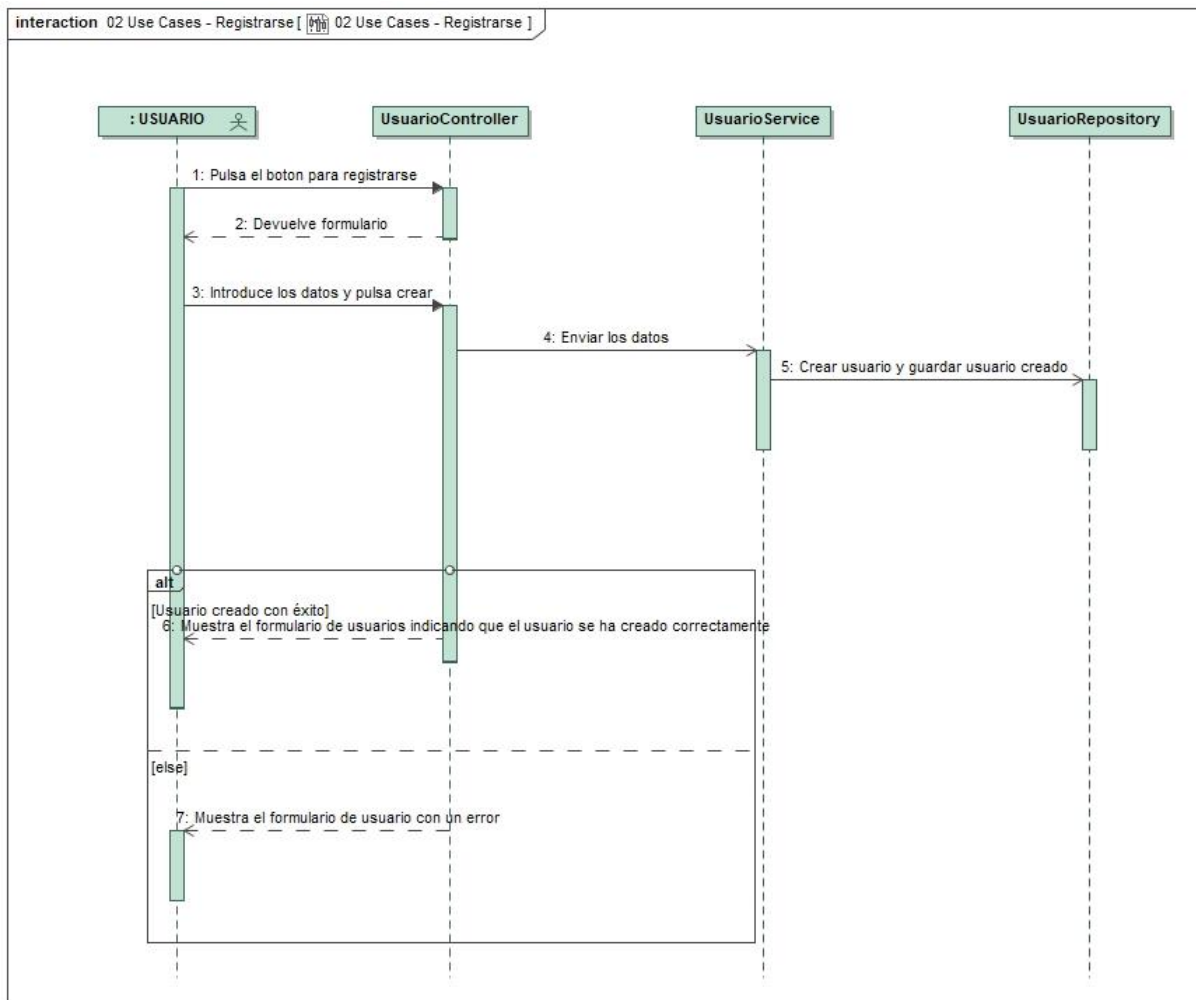 interaction 02 Use Cases - Registrarse [ 02 Use Cases - Registrarse ]
: USUARIO
UsuarioController
UsuarioService
UsuarioRepository
1: Pulsa el boton para registrarse
2: Devuelve formulario
3: Introduce los datos y pulsa crear
4: Enviar los datos
5: Crear usuario y guardar usuario creado
alt
[Usuario creado con éxito]
6: Muestra el formulario de usuarios indicando que el usuario se ha creado correctamente
[else]
7: Muestra el formulario de usuario con un error